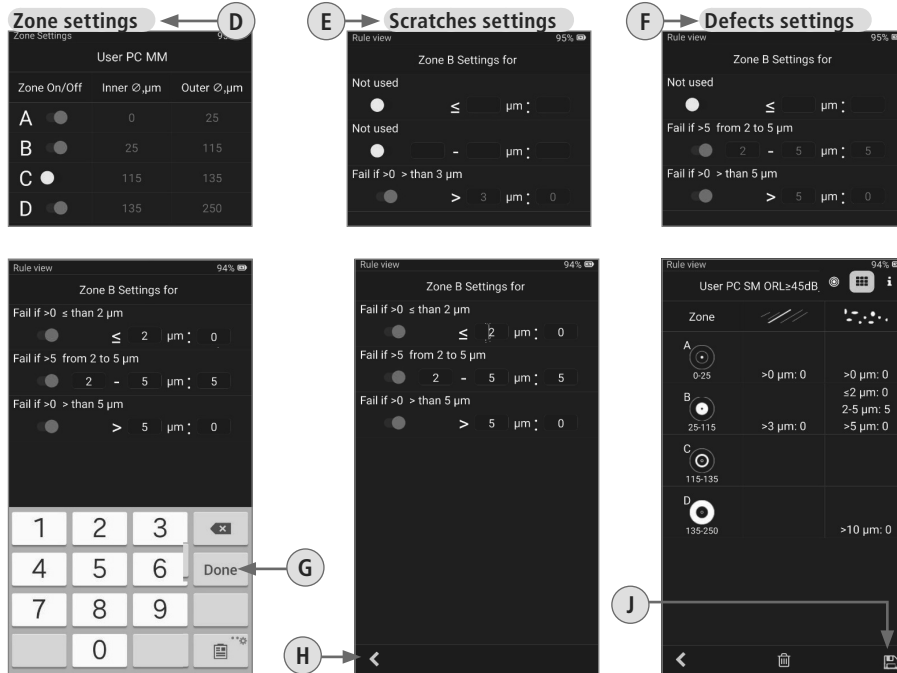 Zone settings
D
Zone Settings
User PC MM
Zone On/Off Inner Ø,µm Outer Ø,µm
A 0 25
B 25 115
C 115 135
D 135 250
E
Scratches settings
Rule view 95%
Zone B Settings for
Not used
≤ µm :
Not used
- µm :
Fail if >0 > than 3 µm
> 3 µm : 0
F
Defects settings
Rule view 95%
Zone B Settings for
Not used
≤ µm :
Fail if >5 from 2 to 5 µm
2 - 5 µm : 5
Fail if >0 > than 5 µm
> 5 µm : 0
Rule view 94%
Zone B Settings for
Fail if >0 ≤ than 2 µm
≤ 2 µm : 0
Fail if >5 from 2 to 5 µm
2 - 5 µm : 5
Fail if >0 > than 5 µm
> 5 µm : 0
1 2 3
4 5 6 Done
7 8 9
0
G
Rule view 94%
Zone B Settings for
Fail if >0 ≤ than 2 µm
≤ 2 µm : 0
Fail if >5 from 2 to 5 µm
2 - 5 µm : 5
Fail if >0 > than 5 µm
> 5 µm : 0
H
Rule view 94%
User PC SM ORL≥45dB i
Zone
A
0-25 >0 µm: 0 >0 µm: 0
B ≤2 µm: 0
2-5 µm: 5
25-115 >3 µm: 0 >5 µm: 0
C
115-135
D
135-250 >10 µm: 0
J